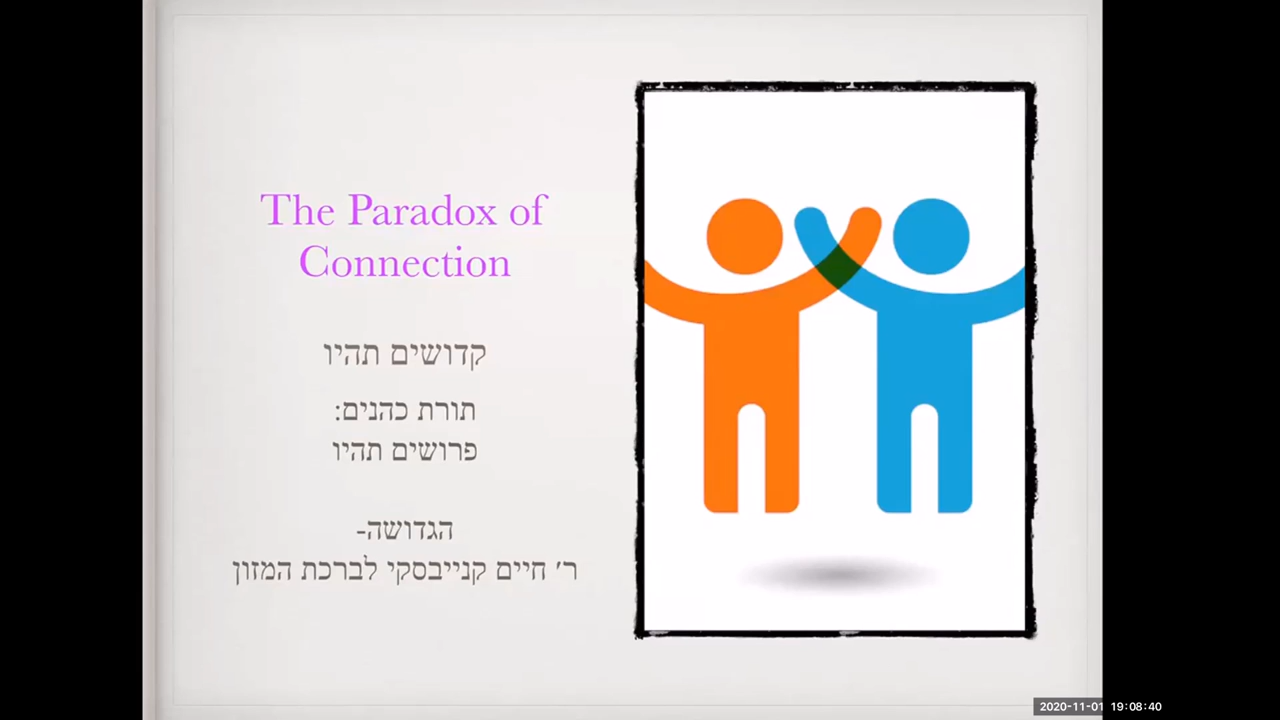 The Paradox of
Connection
קדושים תהיו
תורת כהנים:
פרושים תהיו
הגדושה-
ר׳ חיים קנייבסקי לברכת המזון
2020-11-01 19:08:40